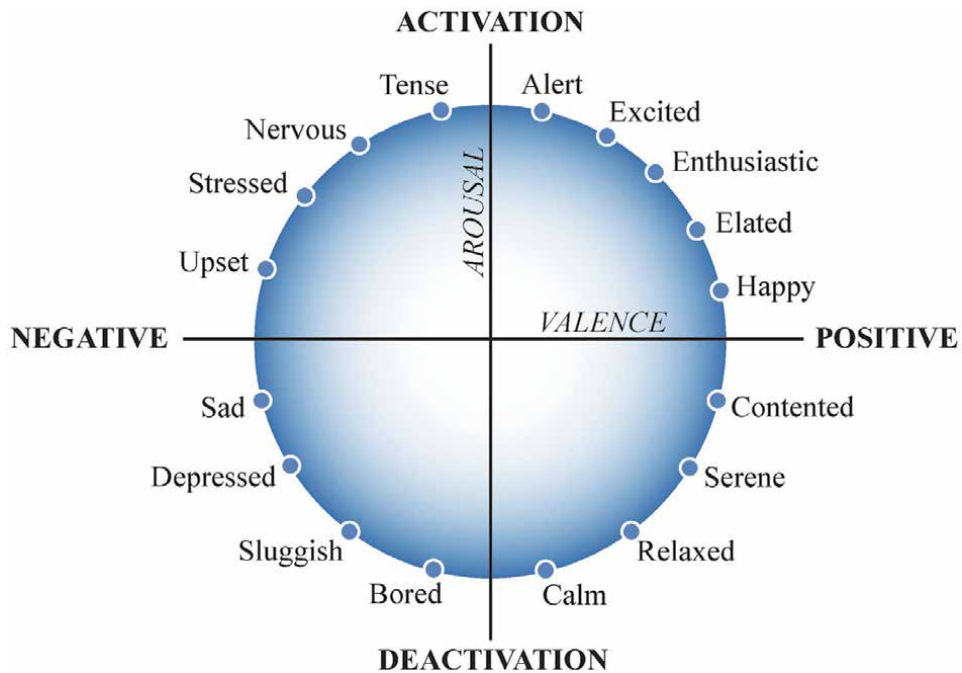 ACTIVATION
Tense
Alert
Nervous
Excited
Stressed
AROUSAL
Enthusiastic
Upset
Elated
Happy
NEGATIVE
VALENCE
POSITIVE
Sad
Contented
Depressed
Serene
Sluggish
Relaxed
Bored
Calm
DEACTIVATION